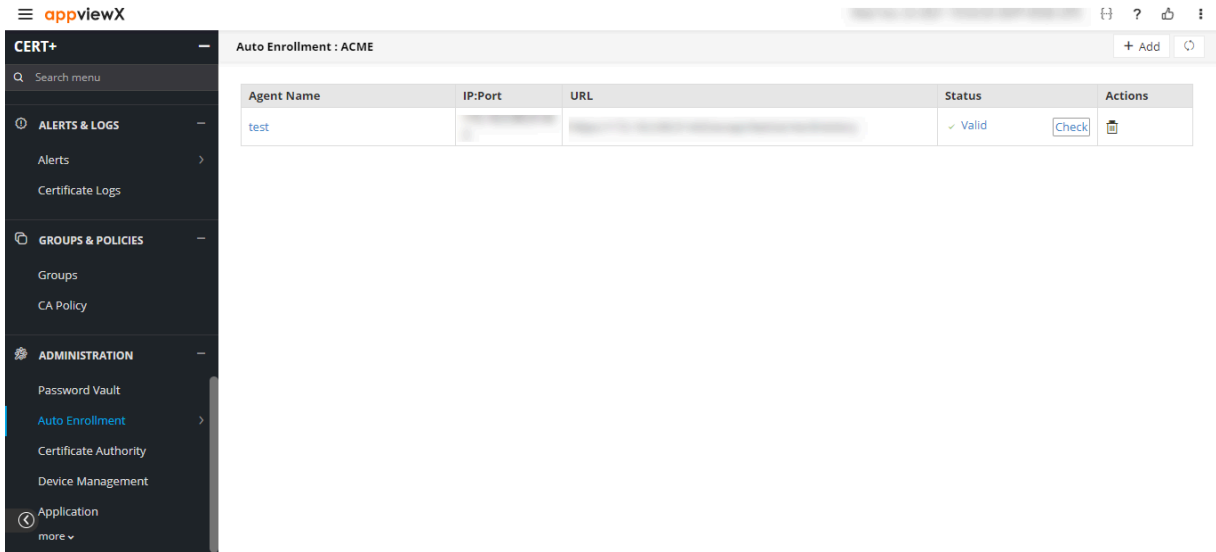 appviewX
?
CERT+
Auto Enrollment : ACME
+ Add
Search menu
Agent Name IP:Port URL Status Actions
test Valid Check
ALERTS & LOGS
Alerts
Certificate Logs
GROUPS & POLICIES
Groups
CA Policy
ADMINISTRATION
Password Vault
Auto Enrollment
Certificate Authority
Device Management
Application
more